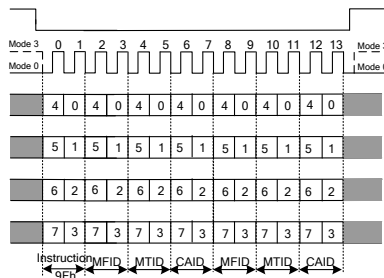 Mode 3 0 1 2 3 4 5 6 7 8 9 10 11 12 13 Mode 3
Mode 0 Mode 0
4 0 4 0 4 0 4 0 4 0 4 0 4 0
5 1 5 1 5 1 5 1 5 1 5 1 5 1
6 2 6 2 6 2 6 2 6 2 6 2 6 2
7 3 7 3 7 3 7 3 7 3 7 3 7 3
Instruction MFID MTID CAID MFID MTID CAID
9Eh